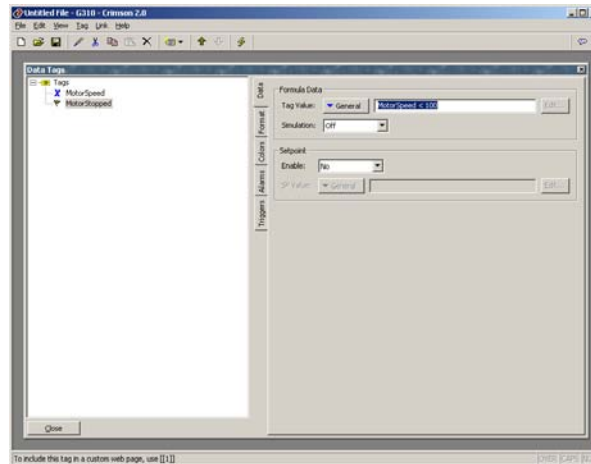 Untitled File - G310 - Crimson 2.0
File Edit View Tag Link Help
Data Tags
Tags
MotorSpeed
MotorStopped
Data
Format
Colors
Alarms
Triggers
Formula Data
Tag Value: General MotorSpeed < 100 Edit...
Simulation: Off
Setpoint
Enable: No
SP Value: General Edit...
Close
To include this tag in a custom web page, use [[1]]
OVER CAPS